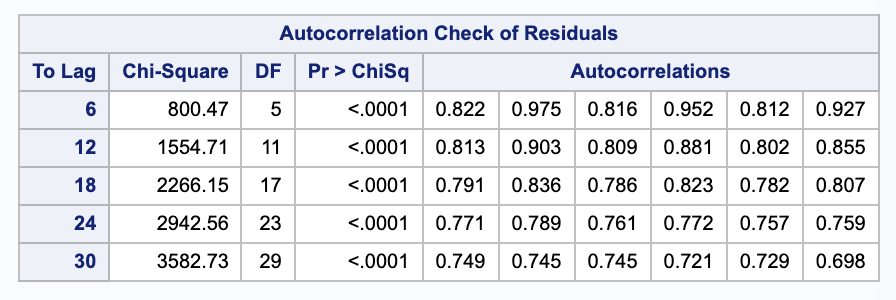 Autocorrelation Check of Residuals
To Lag Chi-Square DF Pr > ChiSq Autocorrelations
6 800.47 5 <.0001 0.822 0.975 0.816 0.952 0.812 0.927
12 1554.71 11 <.0001 0.813 0.903 0.809 0.881 0.802 0.855
18 2266.15 17 <.0001 0.791 0.836 0.786 0.823 0.782 0.807
24 2942.56 23 <.0001 0.771 0.789 0.761 0.772 0.757 0.759
30 3582.73 29 <.0001 0.749 0.745 0.745 0.721 0.729 0.698